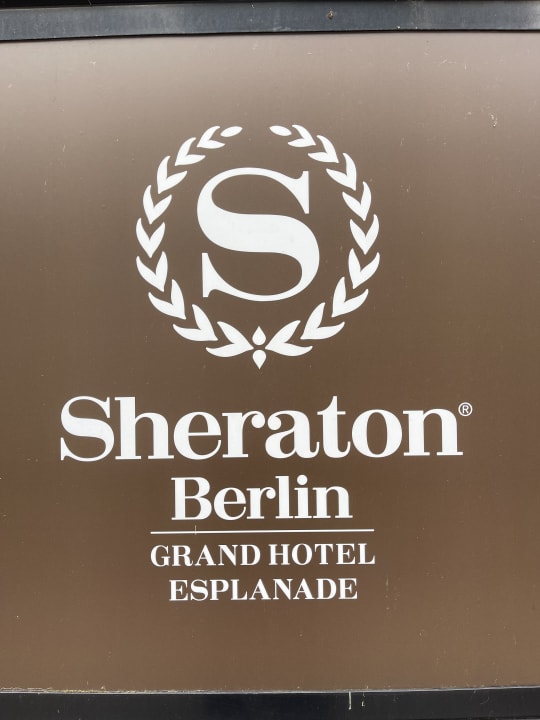 S
Sheraton®
Berlin
GRAND HOTEL
ESPLANADE